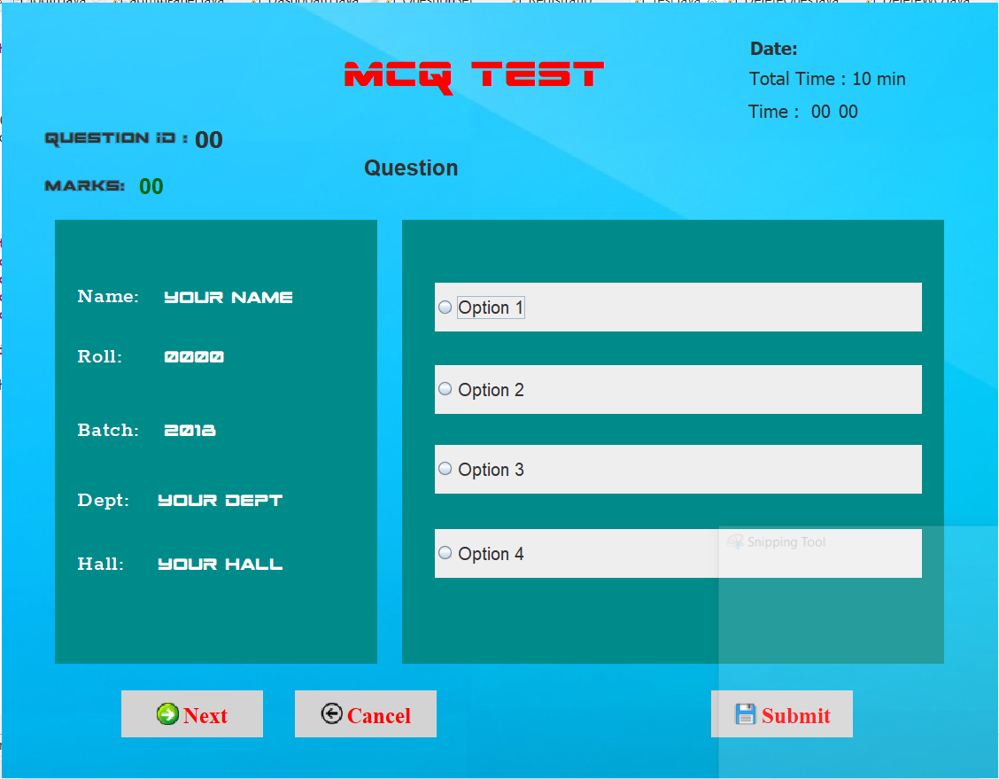 MCQ TEST
Date:
Total Time : 10 min
Time : 00 00
QUESTION iD : 00
MARKS: 00
Question
Name: YOUR NAME
Roll: 0000
Batch: 2018
Dept: YOUR DEPT
Hall: YOUR HALL
Option 1
Option 2
Option 3
Option 4
Snipping Tool
Next
Cancel
Submit